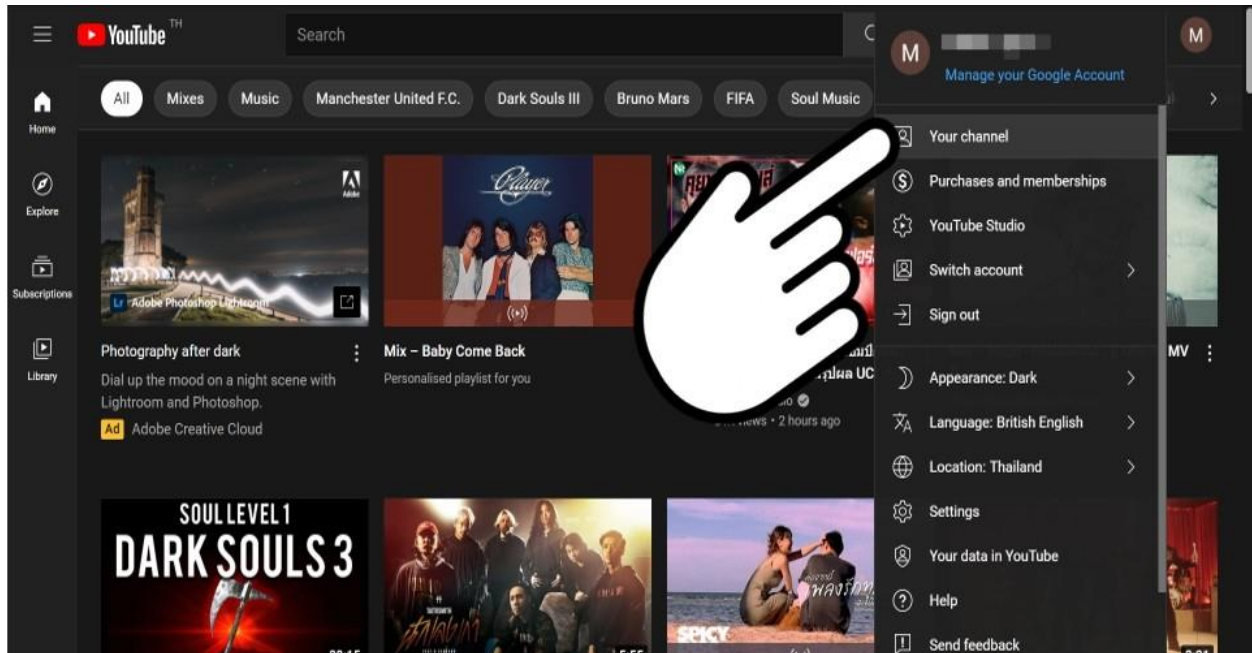 YouTube TH
Search
M
M
Manage your Google Account
All
Mixes
Music
Manchester United F.C.
Dark Souls III
Bruno Mars
FIFA
Soul Music
Home
Explore
Subscriptions
Library
Your channel
Purchases and memberships
YouTube Studio
Switch account
Sign out
Appearance: Dark
Language: British English
Location: Thailand
Settings
Your data in YouTube
Help
Send feedback
Adobe
Lr Adobe Photoshop Lightroom
Photography after dark
Dial up the mood on a night scene with
Lightroom and Photoshop.
Ad Adobe Creative Cloud
Player
Mix – Baby Come Back
Personalised playlist for you
UC
views • 2 hours ago
MV
SOUL LEVEL 1
DARK SOULS 3
5:55
SPICY